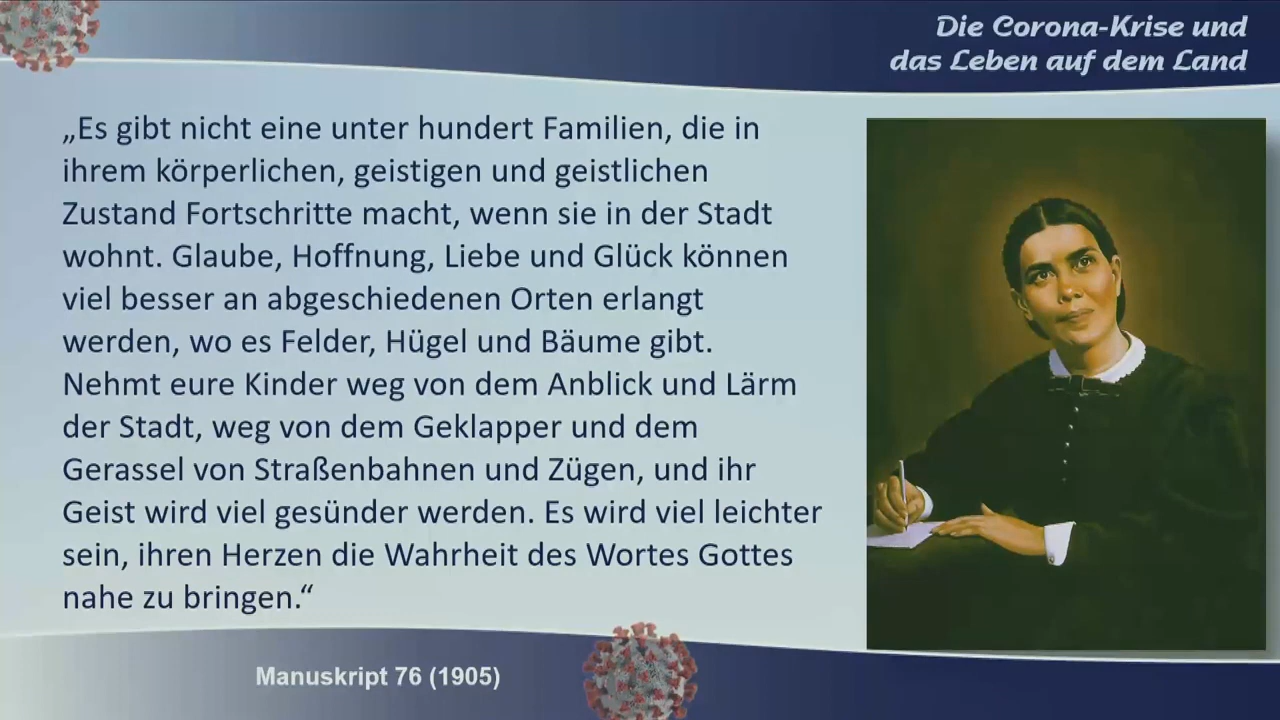 Die Corona-Krise und
das Leben auf dem Land
„Es gibt nicht eine unter hundert Familien, die in
ihrem körperlichen, geistigen und geistlichen
Zustand Fortschritte macht, wenn sie in der Stadt
wohnt. Glaube, Hoffnung, Liebe und Glück können
viel besser an abgeschiedenen Orten erlangt
werden, wo es Felder, Hügel und Bäume gibt.
Nehmt eure Kinder weg von dem Anblick und Lärm
der Stadt, weg von dem Geklapper und dem
Gerassel von Straßenbahnen und Zügen, und ihr
Geist wird viel gesünder werden. Es wird viel leichter
sein, ihren Herzen die Wahrheit des Wortes Gottes
nahe zu bringen.“
Manuskript 76 (1905)